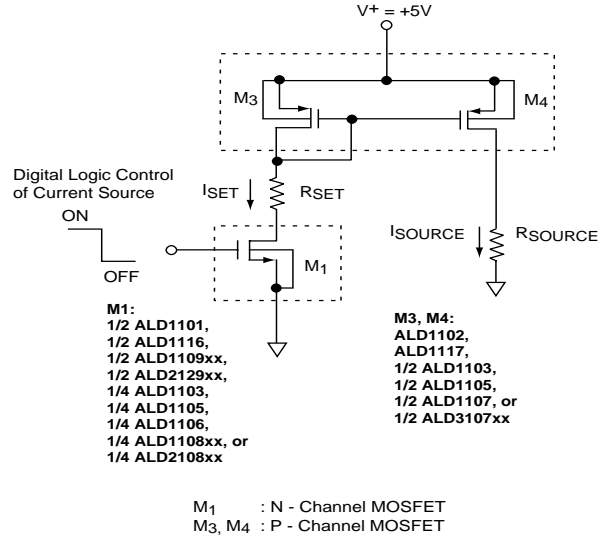 V+ = +5V
M3
M4
Digital Logic Control
of Current Source
ON
OFF
ISET
RSET
M1
ISOURCE
RSOURCE
M1:
1/2 ALD1101,
1/2 ALD1116,
1/2 ALD1109xx,
1/2 ALD2129xx,
1/4 ALD1103,
1/4 ALD1105,
1/4 ALD1106,
1/4 ALD1108xx, or
1/4 ALD2108xx
M3, M4:
ALD1102,
ALD1117,
1/2 ALD1103,
1/2 ALD1105,
1/2 ALD1107, or
1/2 ALD3107xx
M1 : N - Channel MOSFET
M3, M4 : P - Channel MOSFET